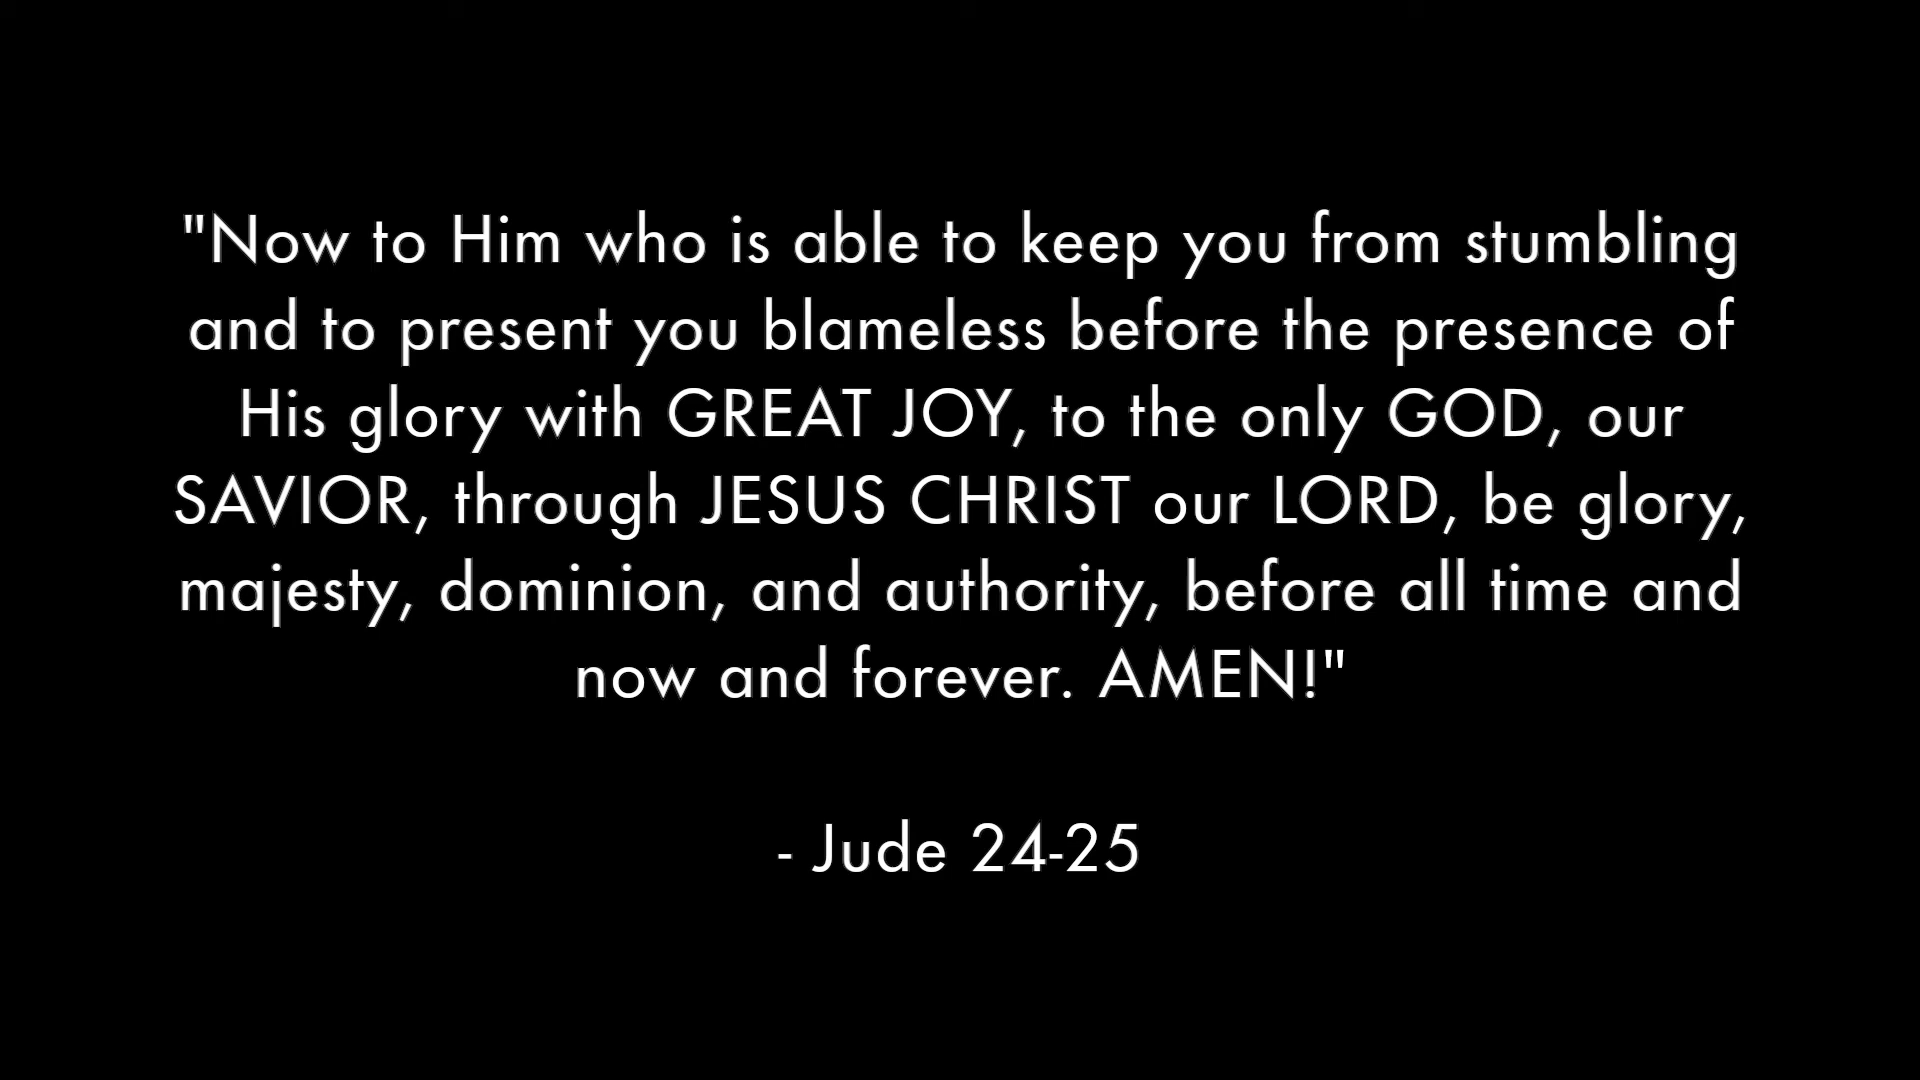 "Now to Him who is able to keep you from stumbling
and to present you blameless before the presence of
His glory with GREAT JOY, to the only GOD, our
SAVIOR, through JESUS CHRIST our LORD, be glory,
majesty, dominion, and authority, before all time and
now and forever. AMEN!"
- Jude 24-25